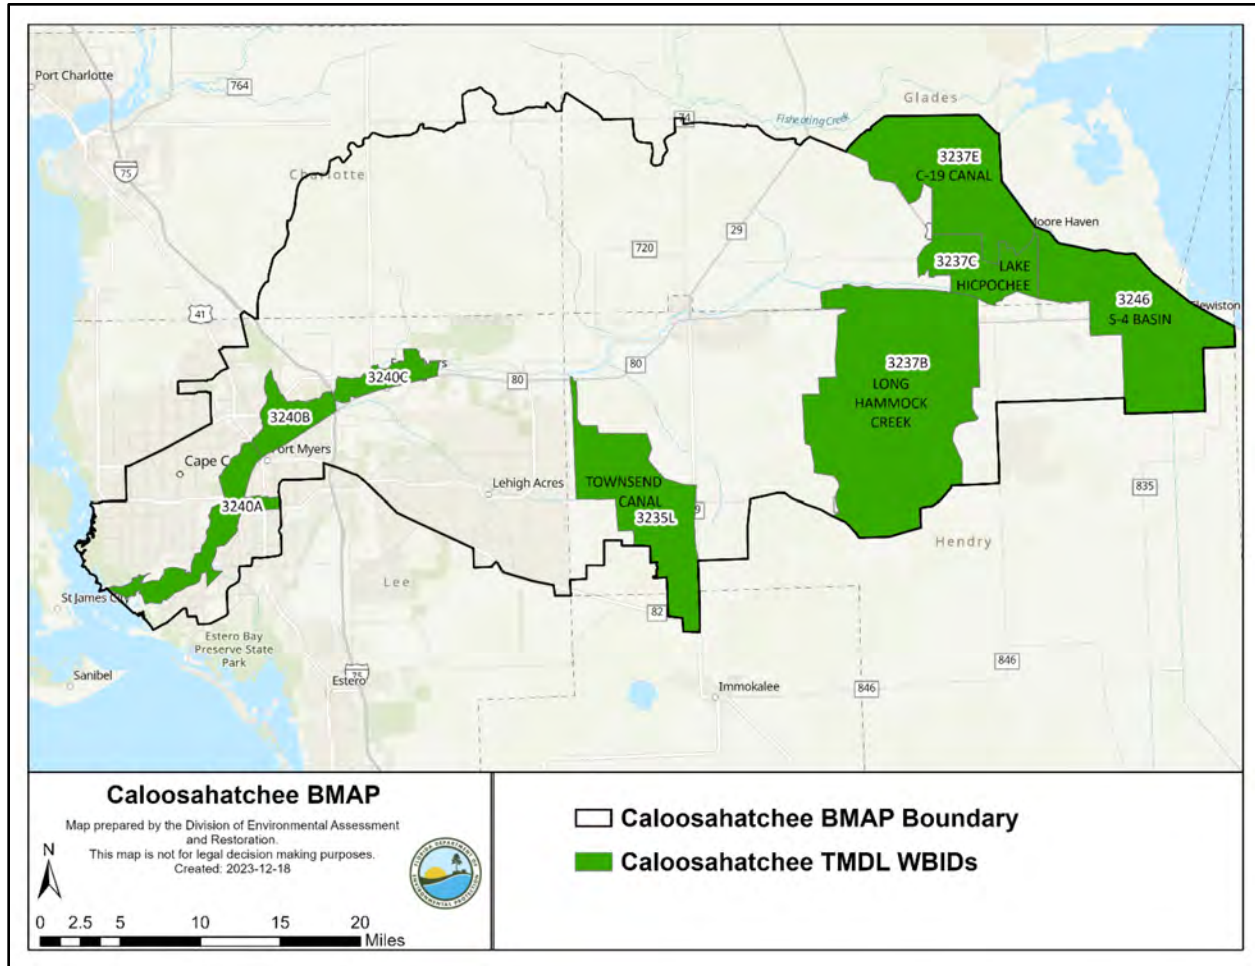 Port Charlotte
764
Glades
74
Fisheating Creek
3237E
C-19 CANAL
75
Charlotte
Moore Haven
29
720
3237C
LAKE
HICPOCHEE
3246
S-4 BASIN
41
80
3237B
3240C
80
LONG
HAMMOCK
CREEK
3240B
Cape C
Lehigh Acres
TOWNSEND
CANAL
835
3240A
3235L
Hendry
Lee
St James City
82
Estero Bay
Preserve State
Park
846
Sanibel
75
Estero
Immokalee
846
Caloosahatchee BMAP
Map prepared by the Division of Environmental Assessment
and Restoration.
This map is not for legal decision making purposes.
Created: 2023-12-18
N
FLORIDA DEPARTMENT OF
ENVIRONMENTAL PROTECTION
0 2.5 5 10 15 20
Miles
Caloosahatchee BMAP Boundary
Caloosahatchee TMDL WBIDs